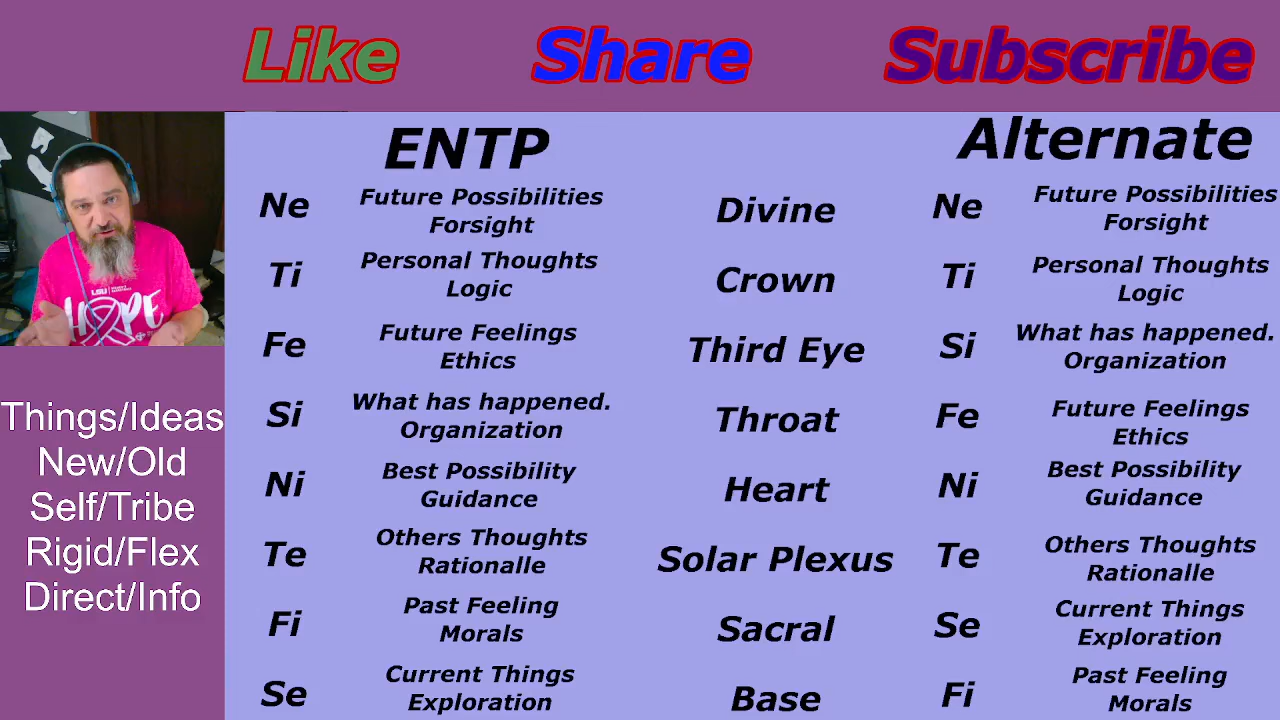 Like Share Subscribe
ENTP Alternate
Ne Future Possibilities Divine Ne Future Possibilities
Forsight Forsight
Ti Personal Thoughts Crown Ti Personal Thoughts
Logic Logic
Fe Future Feelings Third Eye Si What has happened.
Ethics Organization
Si What has happened. Throat Fe Future Feelings
Organization Ethics
Ni Best Possibility Heart Ni Best Possibility
Guidance Guidance
Te Others Thoughts Solar Plexus Te Others Thoughts
Rationalle Rationalle
Fi Past Feeling Sacral Se Current Things
Morals Exploration
Se Current Things Base Fi Past Feeling
Exploration Morals
LSU
HOPE
Things/Ideas
New/Old
Self/Tribe
Rigid/Flex
Direct/Info